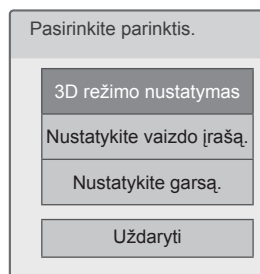 Pasirinkite parinktis.
3D režimo nustatymas
Nustatykite vaizdo įrašą.
Nustatykite garsą.
Uždaryti